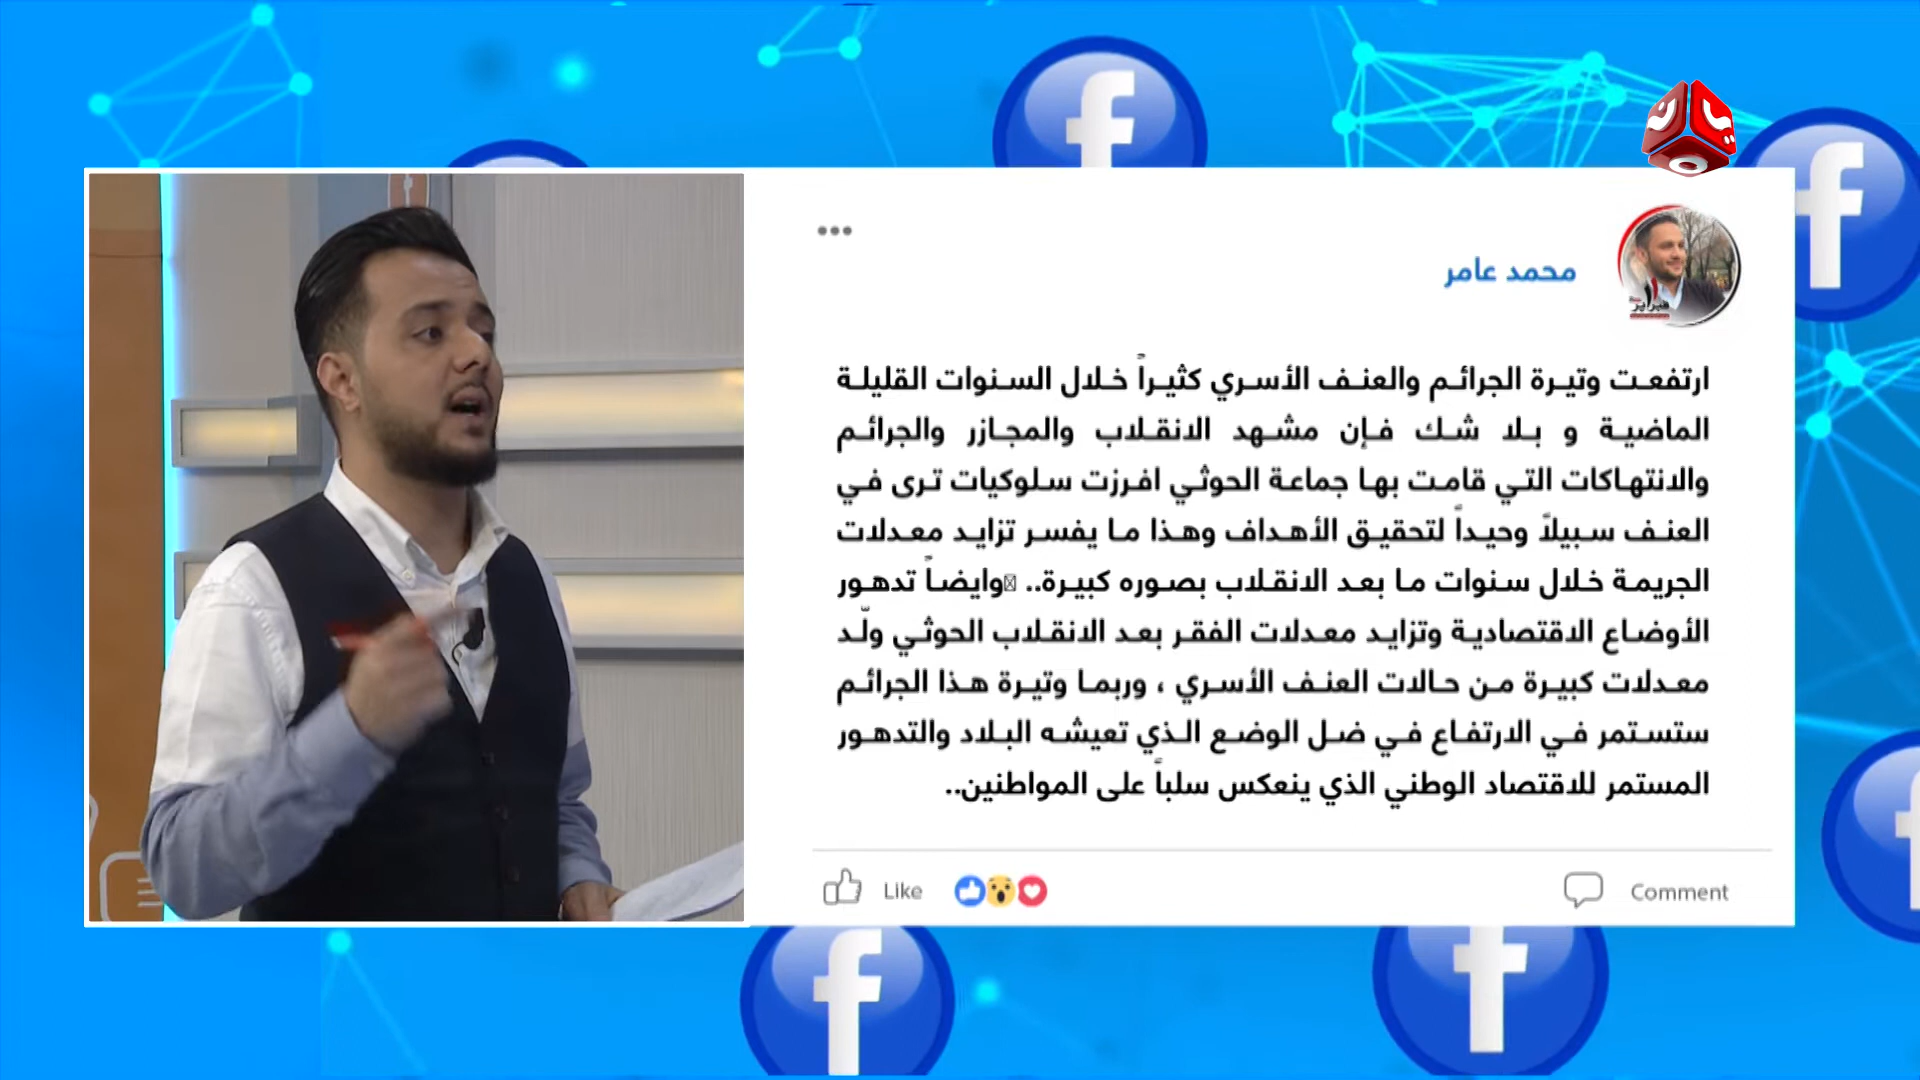 محمد عامر
فبراير
ارتفعت وتيرة الجرائم والعنف الأسري كثيراً خلال السنوات القليلة
الماضية و بلا شك فإن مشهد الانقلاب والمجازر والجرائم
والانتهاكات التي قامت بها جماعة الحوثي افرزت سلوكيات ترى في
العنف سبيلاً وحيداً لتحقيق الأهداف وهذا ما يفسر تزايد معدلات
الجريمة خلال سنوات ما بعد الانقلاب بصوره كبيرة.. وايضاً تدهور
الأوضاع الاقتصادية وتزايد معدلات الفقر بعد الانقلاب الحوثي ولّد
معدلات كبيرة من حالات العنف الأسري ، وربما وتيرة هذا الجرائم
ستستمر في الارتفاع في ضل الوضع الذي تعيشه البلاد والتدهور
المستمر للاقتصاد الوطني الذي ينعكس سلباً على المواطنين..
Like
Comment